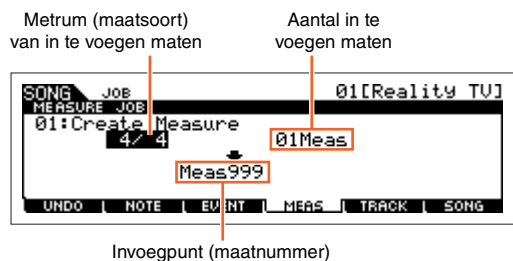 Metrum (maatsoort)
van in te voegen maten
Aantal in te
voegen maten
SONG JOB 01[Reality TV]
MEASURE JOB
01:Create Measure
4/ 4 01Meas
Meas999
UNDO NOTE EVENT MEAS TRACK SONG
Invoegpunt (maatnummer)